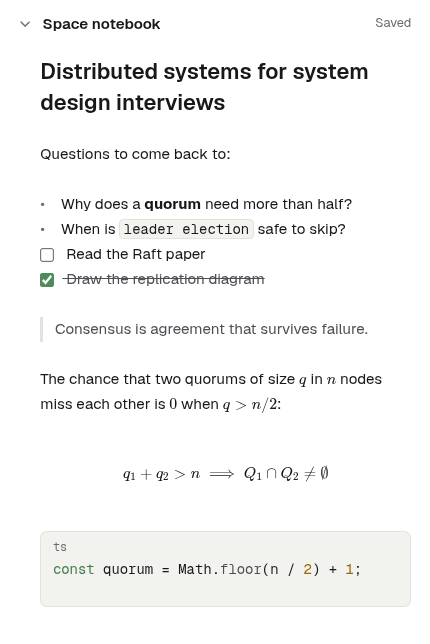 Space notebook
Saved
Distributed systems for system
design interviews
Questions to come back to:
• Why does a quorum need more than half?
• When is leader election safe to skip?
Read the Raft paper
Draw the replication diagram
Consensus is agreement that survives failure.
The chance that two quorums of size q in n nodes
miss each other is 0 when q > n/2:
q₁ + q₂ > n ⟹ Q₁ ∩ Q₂ ≠ ∅
ts
const quorum = Math.floor(n / 2) + 1;